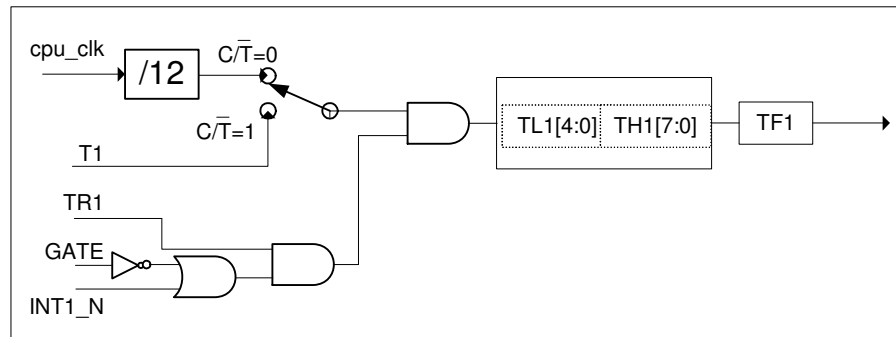 cpu_clk
/12
C/T̅=0
C/T̅=1
T1
TL1[4:0] TH1[7:0]
TF1
TR1
GATE
INT1_N